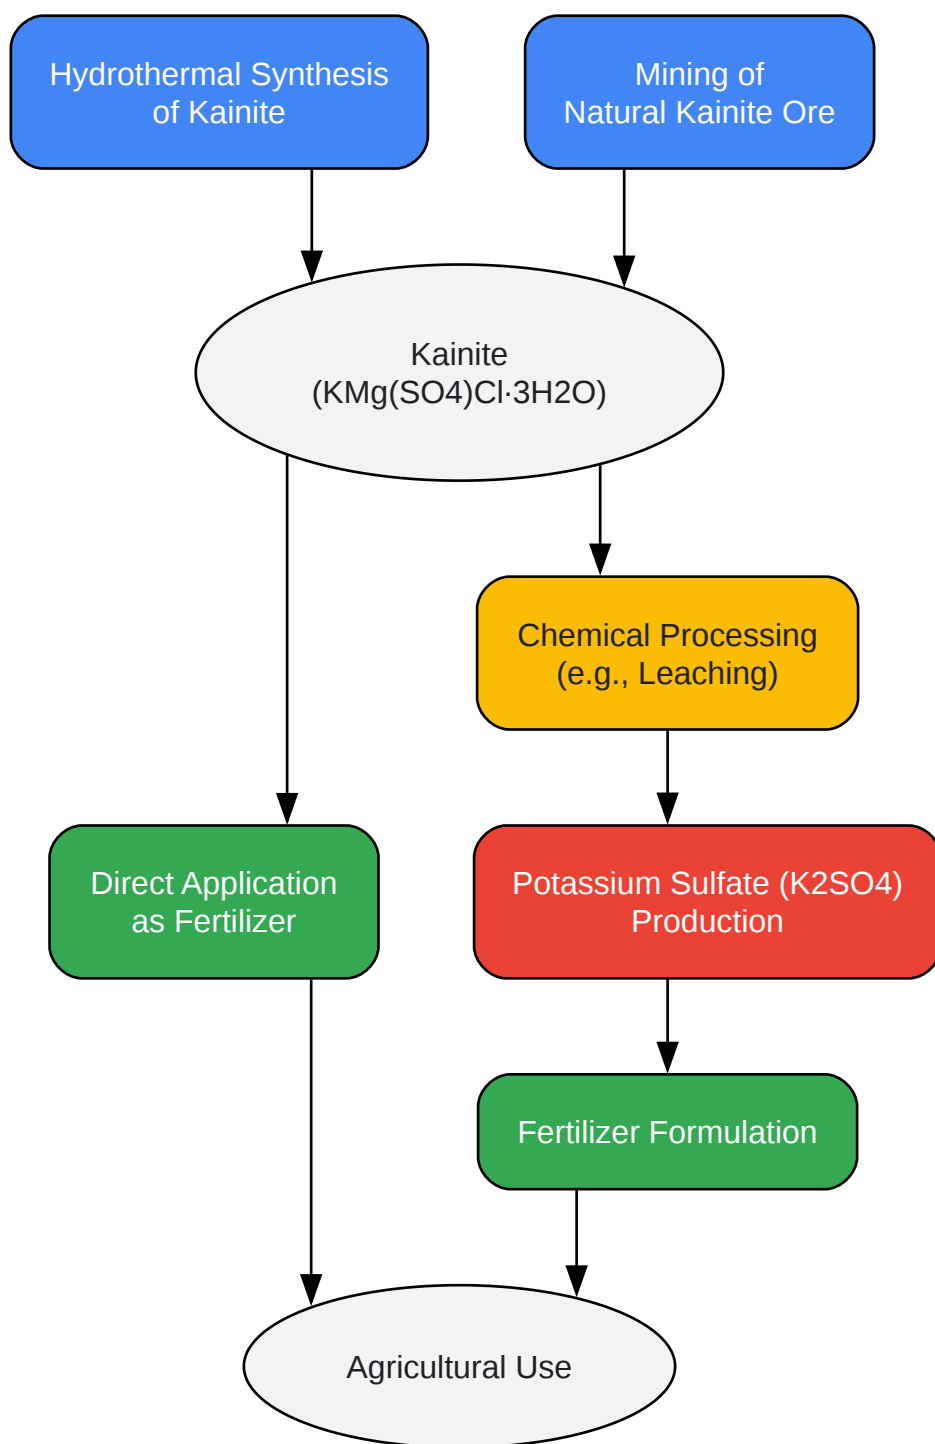 Hydrothermal Synthesis
of Kainite
Mining of
Natural Kainite Ore
Kainite
(KMg(SO4)Cl·3H2O)
Chemical Processing
(e.g., Leaching)
Direct Application
as Fertilizer
Potassium Sulfate (K2SO4)
Production
Fertilizer Formulation
Agricultural Use